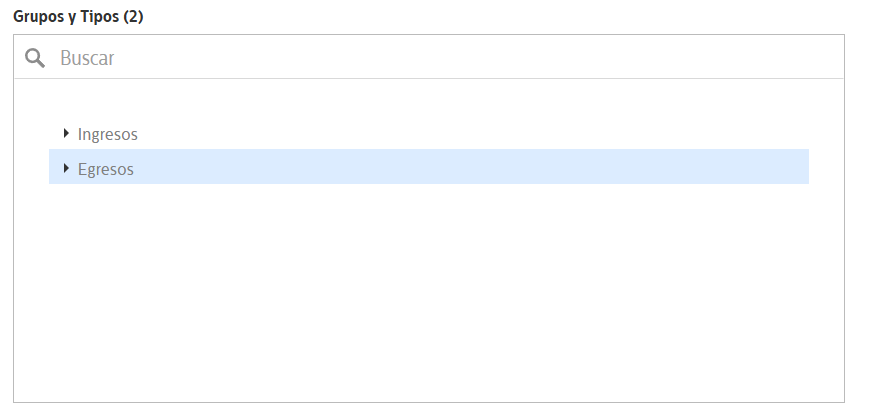 Grupos y Tipos (2)
Buscar
Ingresos
Egresos